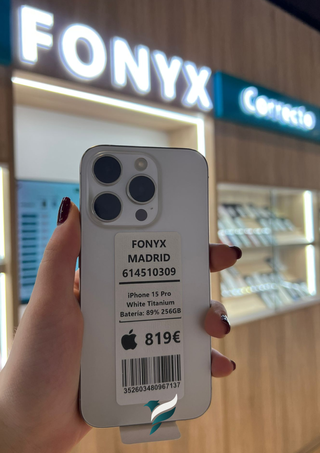 FONYX
Correcto
FONYX
MADRID
614510309
iPhone 15 Pro
White Titanium
Bateria: 89% 256GB
819€
352603480967137